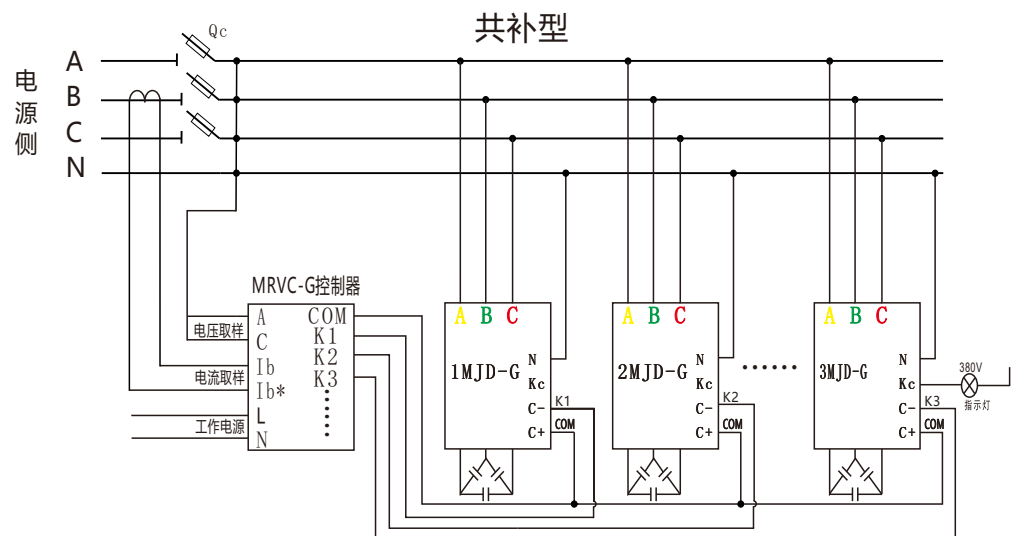 共补型
Qc
电源侧
A
B
C
N
MRVC-G控制器
A
C
Ib
Ib*
L
N
COM
K1
K2
K3
电压取样
电流取样
工作电源
A B C
1MJD-G
N
Kc
C-
C+
K1
COM
A B C
2MJD-G
N
Kc
C-
C+
K2
COM
A B C
3MJD-G
N
Kc
C-
C+
K3
COM
380V
指示灯